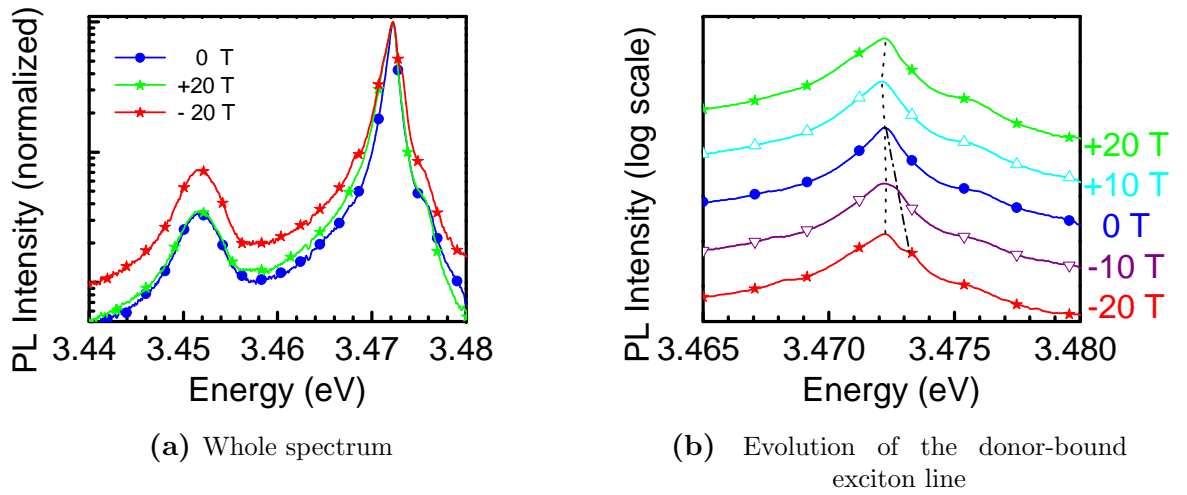 PL Intensity (normalized)
0 T
+20 T
- 20 T
3.44 3.45 3.46 3.47 3.48
Energy (eV)
(a) Whole spectrum
PL Intensity (log scale)
+20 T
+10 T
0 T
-10 T
-20 T
3.465 3.470 3.475 3.480
Energy (eV)
(b) Evolution of the donor-bound
exciton line